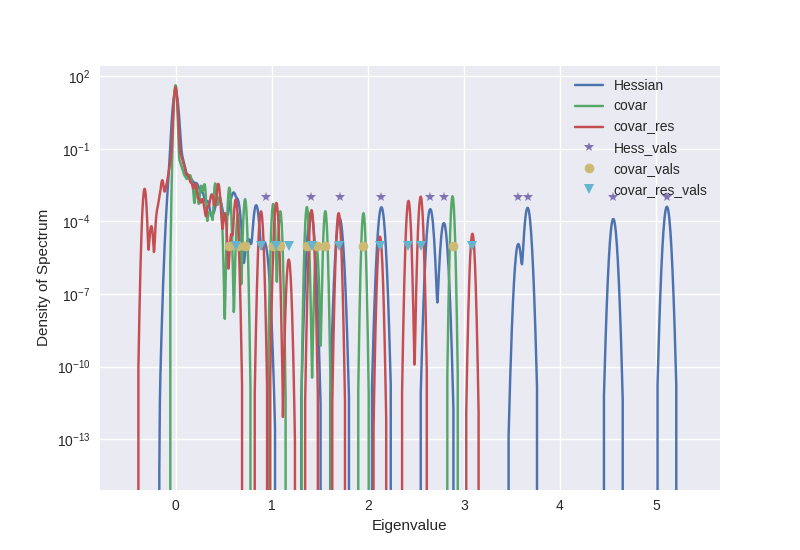 10^2
10^-1
10^-4
10^-7
10^-10
10^-13
Density of Spectrum
0 1 2 3 4 5
Eigenvalue
Hessian
covar
covar_res
Hess_vals
covar_vals
covar_res_vals